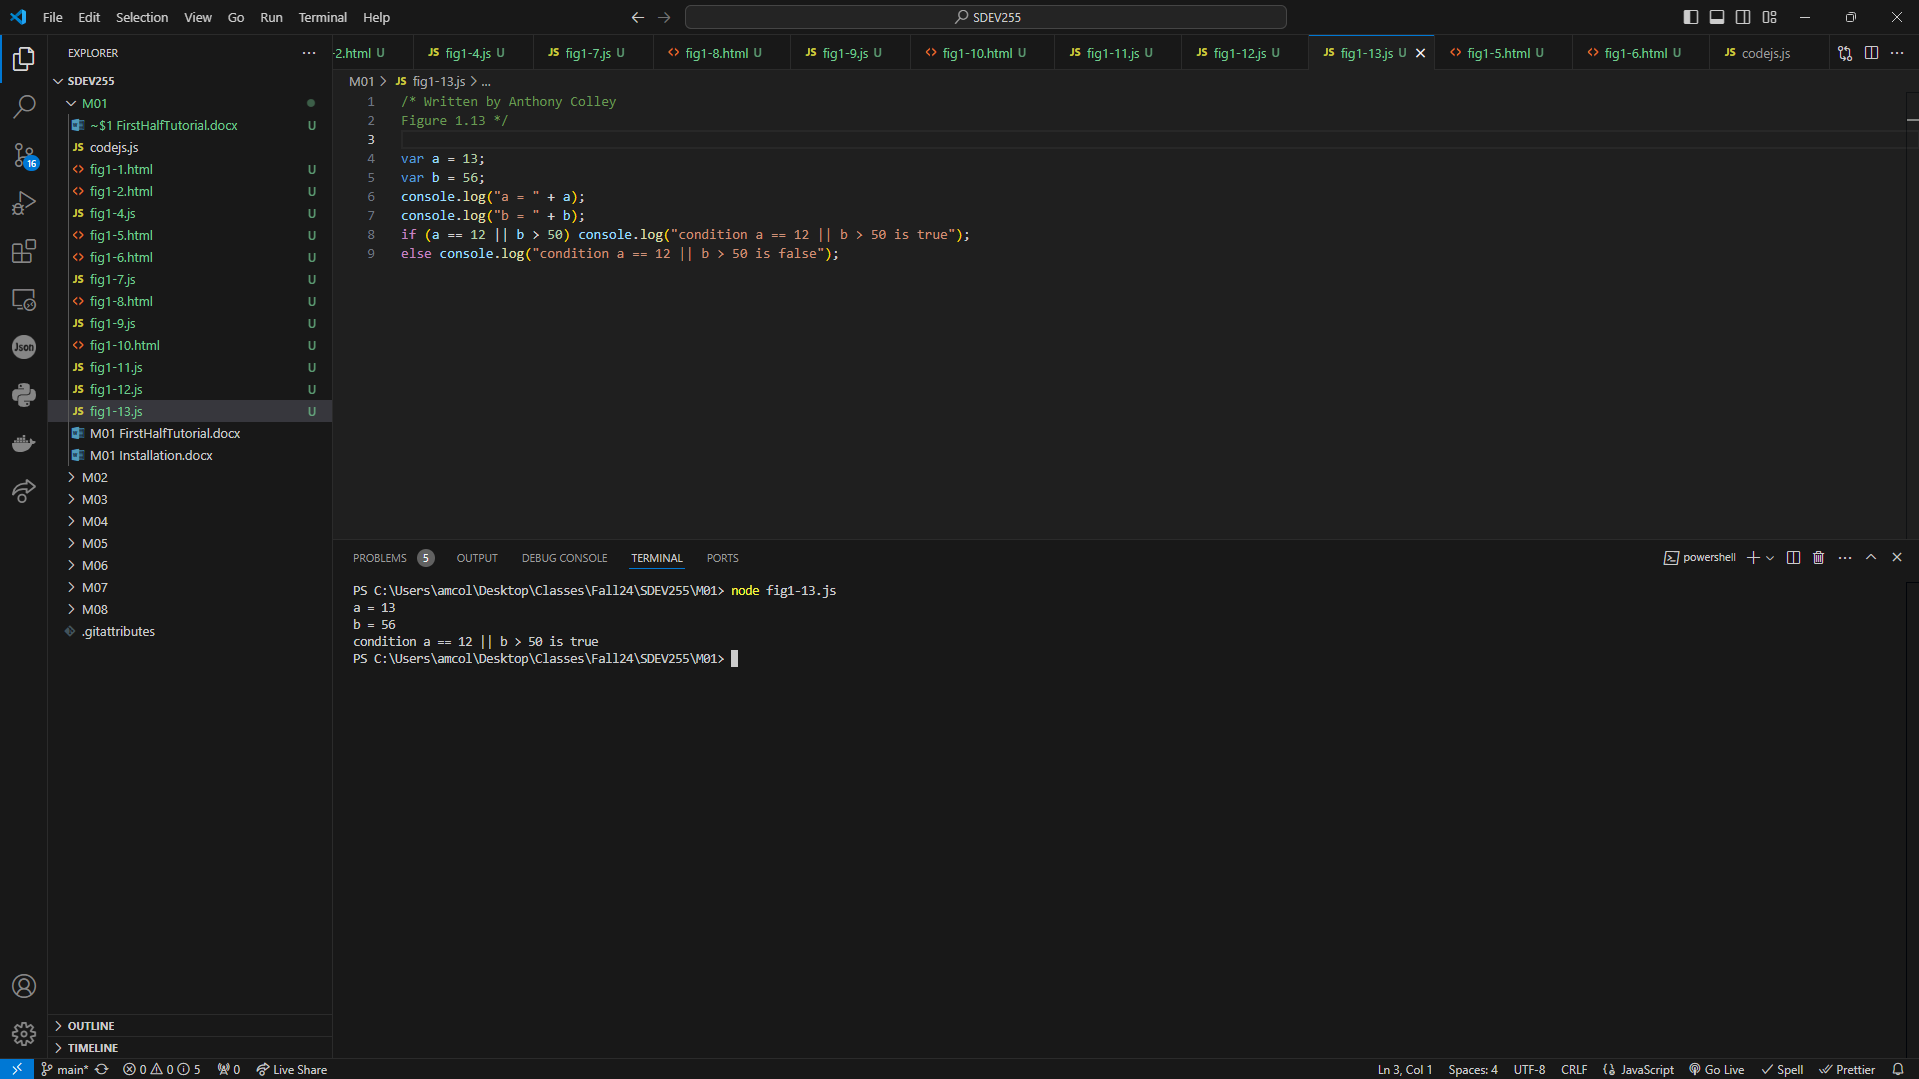 File Edit Selection View Go Run Terminal Help
SDEV255
EXPLORER
SDEV255
M01
~$1 FirstHalfTutorial.docx U
codejs.js
fig1-1.html U
fig1-2.html U
fig1-4.js U
fig1-5.html U
fig1-6.html U
fig1-7.js U
fig1-8.html U
fig1-9.js U
fig1-10.html U
fig1-11.js U
fig1-12.js U
fig1-13.js U
M01 FirstHalfTutorial.docx
M01 Installation.docx
M02
M03
M04
M05
M06
M07
M08
.gitattributes
OUTLINE
TIMELINE
16
Json
-2.html U JS fig1-4.js U JS fig1-7.js U fig1-8.html U JS fig1-9.js U fig1-10.html U JS fig1-11.js U JS fig1-12.js U JS fig1-13.js U fig1-5.html U fig1-6.html U JS codejs.js
M01 > JS fig1-13.js > ...
1 /* Written by Anthony Colley
2 Figure 1.13 */
3
4 var a = 13;
5 var b = 56;
6 console.log("a = " + a);
7 console.log("b = " + b);
8 if (a == 12 || b > 50) console.log("condition a == 12 || b > 50 is true");
9 else console.log("condition a == 12 || b > 50 is false");
PROBLEMS 5 OUTPUT DEBUG CONSOLE TERMINAL PORTS
powershell
PS C:\Users\amcol\Desktop\Classes\Fall24\SDEV255\M01> node fig1-13.js
a = 13
b = 56
condition a == 12 || b > 50 is true
PS C:\Users\amcol\Desktop\Classes\Fall24\SDEV255\M01>
main* 0 0 5 0 Live Share
Ln 3, Col 1 Spaces: 4 UTF-8 CRLF {} JavaScript Go Live Spell Prettier